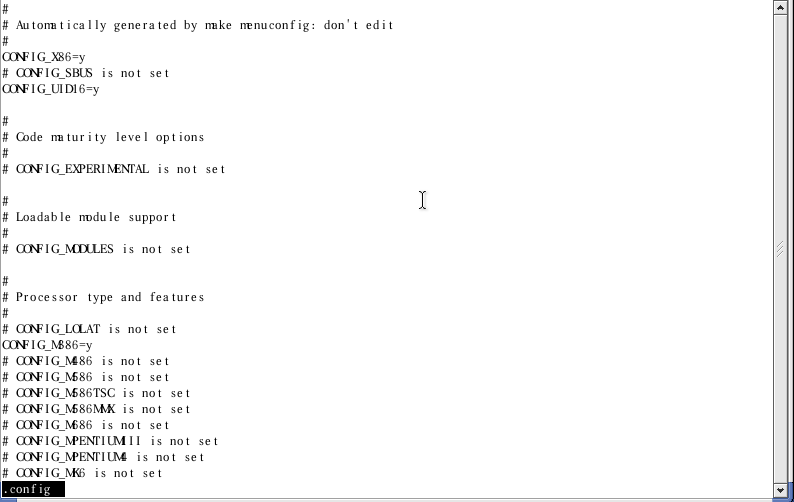 #
# Automatically generated by make menuconfig: don't edit
#
CONFIG_X86=y
# CONFIG_SBUS is not set
CONFIG_UID16=y
#
# Code maturity level options
#
# CONFIG_EXPERIMENTAL is not set
#
# Loadable module support
#
# CONFIG_MODULES is not set
#
# Processor type and features
#
# CONFIG_LOLAT is not set
CONFIG_M386=y
# CONFIG_M486 is not set
# CONFIG_M586 is not set
# CONFIG_M586TSC is not set
# CONFIG_M586MMX is not set
# CONFIG_M686 is not set
# CONFIG_MPENTIUMIII is not set
# CONFIG_MPENTIUM4 is not set
# CONFIG_MK6 is not set
.config